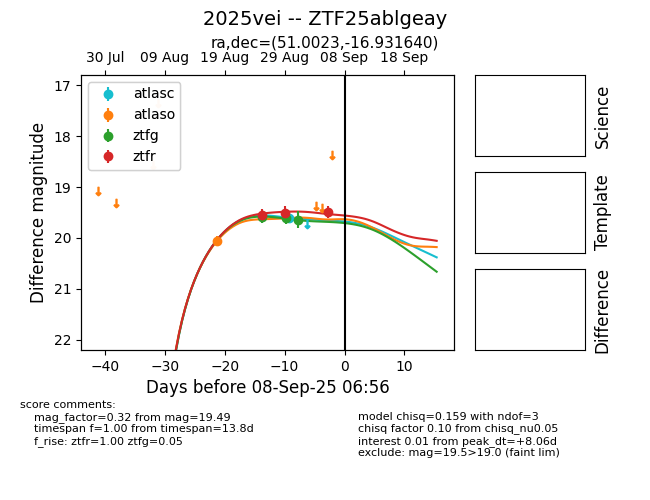 2025vei -- ZTF25ablgeay
ra,dec=(51.0023,-16.931640)
30 Jul 09 Aug 19 Aug 29 Aug 08 Sep 18 Sep
17
18
19
20
21
22
Difference magnitude
atlasc
atlaso
ztfg
ztfr
−40 −30 −20 −10 0 10
Days before 08-Sep-25 06:56
Science
Template
Difference
score comments:
mag_factor=0.32 from mag=19.49
timespan f=1.00 from timespan=13.8d
f_rise: ztfr=1.00 ztfg=0.05
model chisq=0.159 with ndof=3
chisq factor 0.10 from chisq_nu0.05
interest 0.01 from peak_dt=+8.06d
exclude: mag=19.5>19.0 (faint lim)